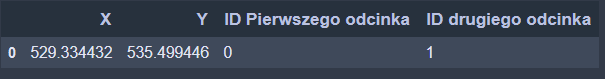 X Y ID Pierwszego odcinka ID drugiego odcinka
0 529.334432 535.499446 0 1